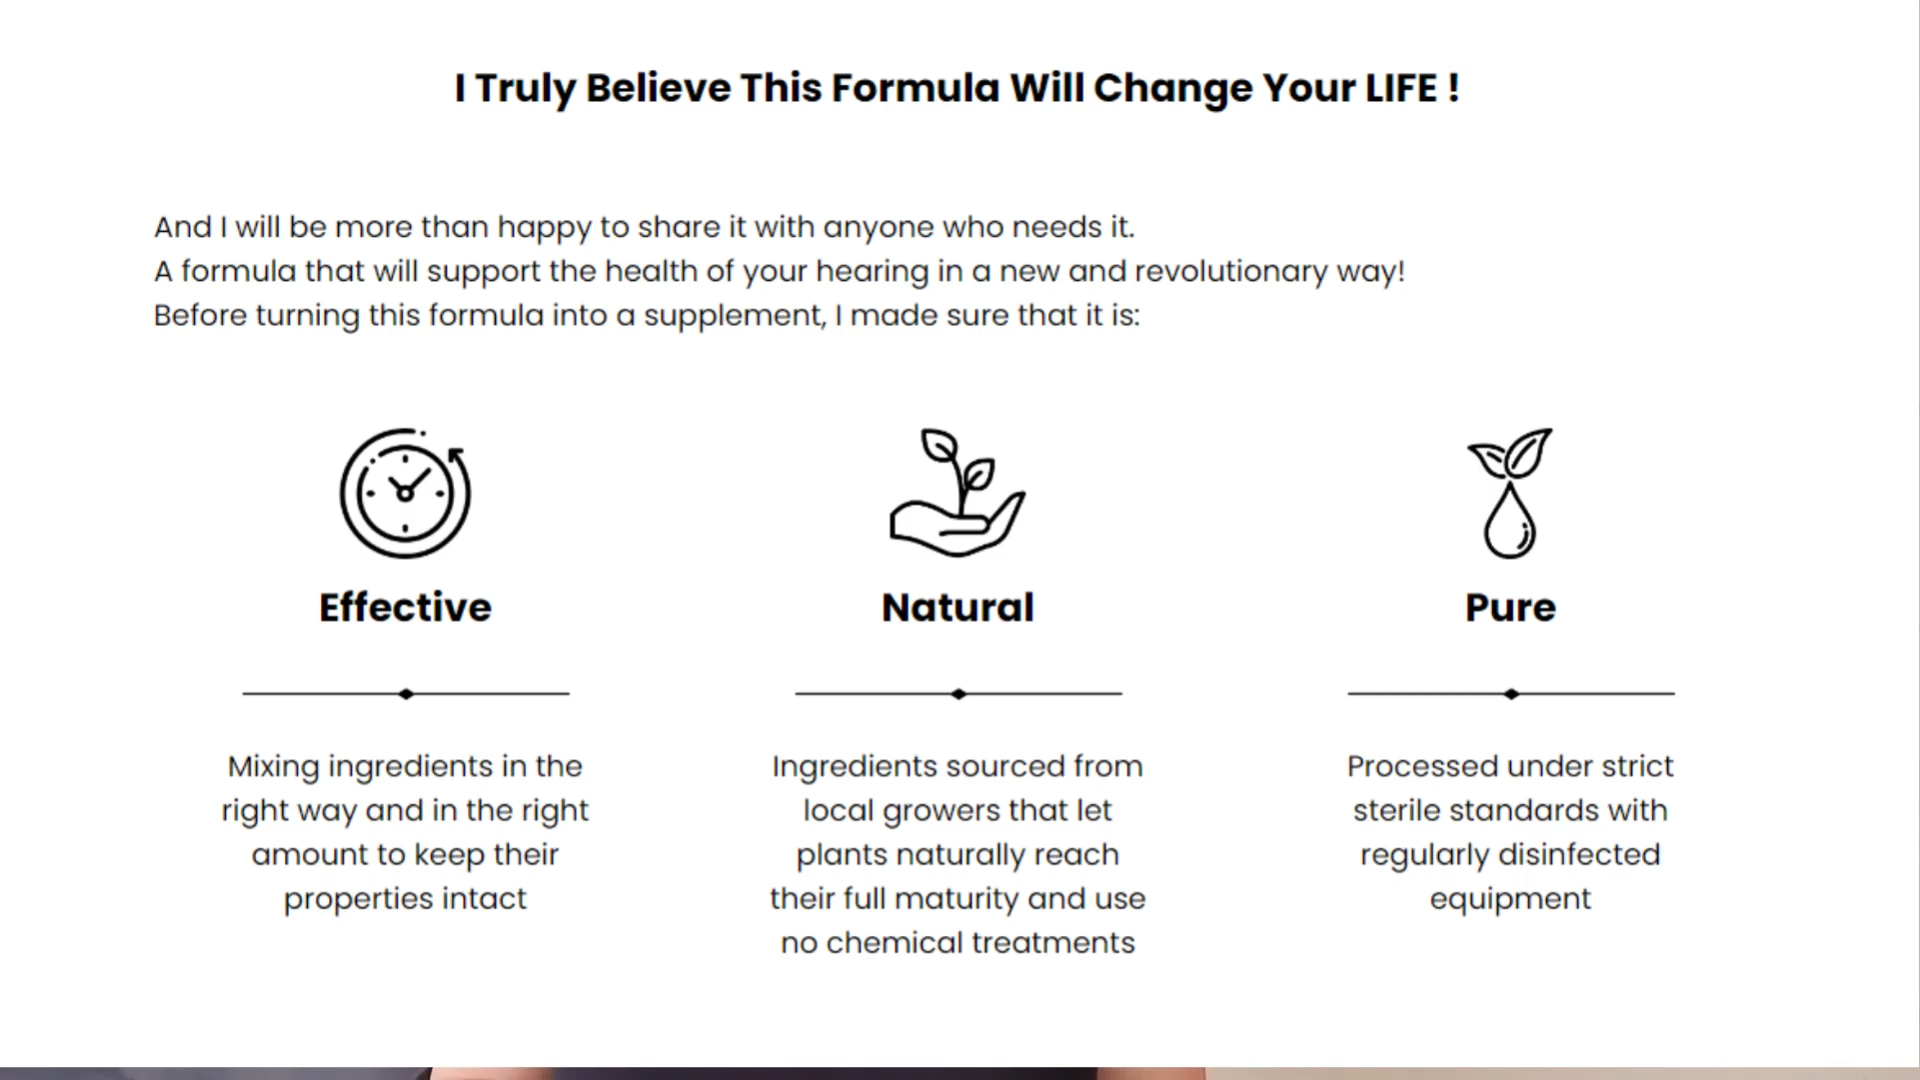 I Truly Believe This Formula Will Change Your LIFE !
And I will be more than happy to share it with anyone who needs it.
A formula that will support the health of your hearing in a new and revolutionary way!
Before turning this formula into a supplement, I made sure that it is:
Effective
Mixing ingredients in the
right way and in the right
amount to keep their
properties intact
Natural
Ingredients sourced from
local growers that let
plants naturally reach
their full maturity and use
no chemical treatments
Pure
Processed under strict
sterile standards with
regularly disinfected
equipment